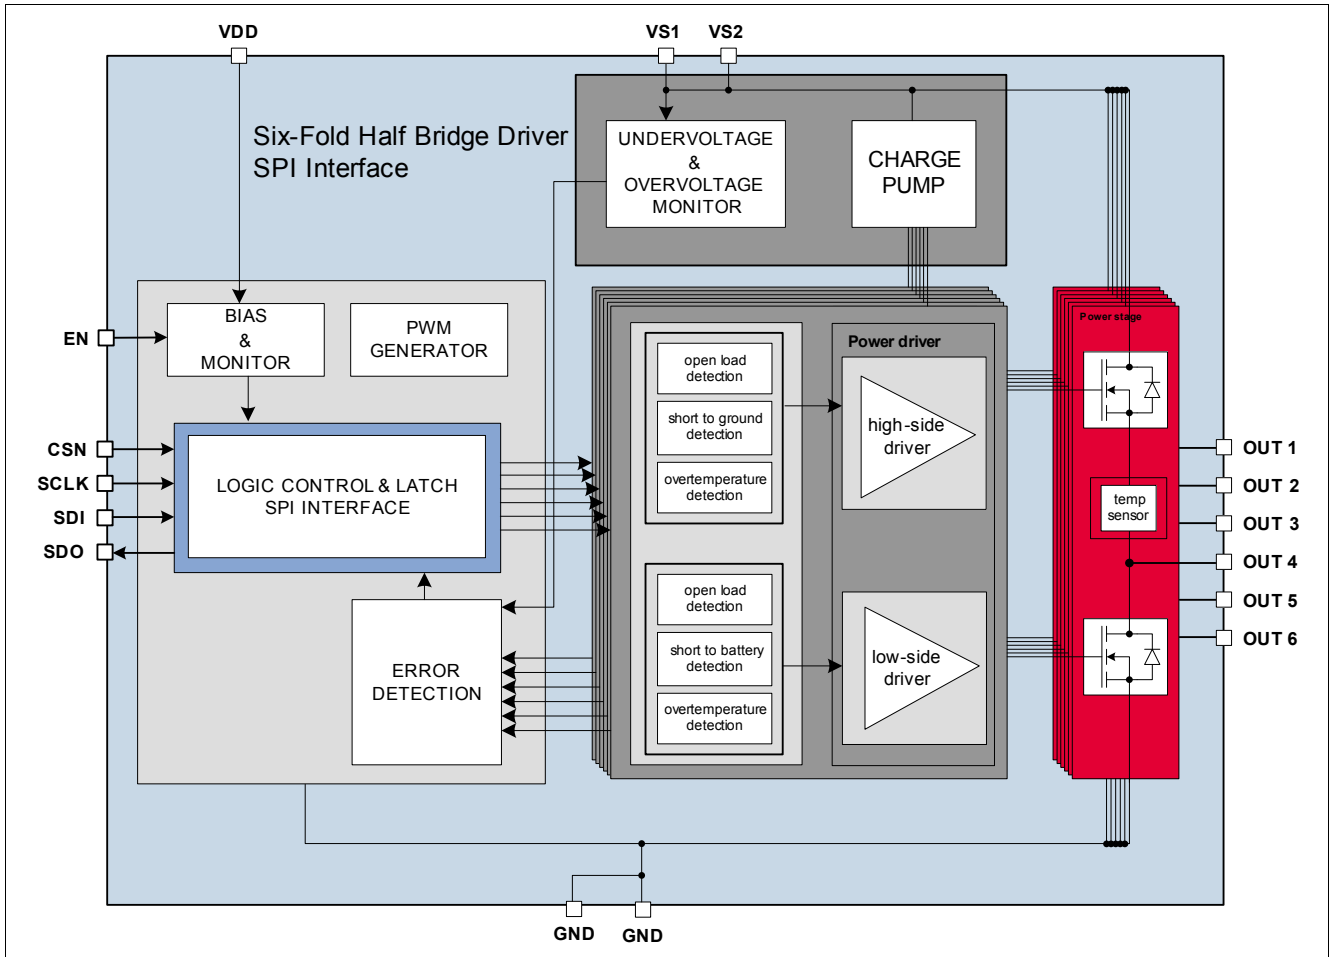 VDD
VS1
VS2
Six-Fold Half Bridge Driver
SPI Interface
UNDERVOLTAGE
&
OVERVOLTAGE
MONITOR
CHARGE
PUMP
EN
BIAS
&
MONITOR
PWM
GENERATOR
CSN
SCLK
SDI
SDO
LOGIC CONTROL & LATCH
SPI INTERFACE
ERROR
DETECTION
open load
detection
short to ground
detection
overtemperature
detection
open load
detection
short to battery
detection
overtemperature
detection
Power driver
high-side
driver
low-side
driver
Power stage
temp
sensor
OUT 1
OUT 2
OUT 3
OUT 4
OUT 5
OUT 6
GND
GND